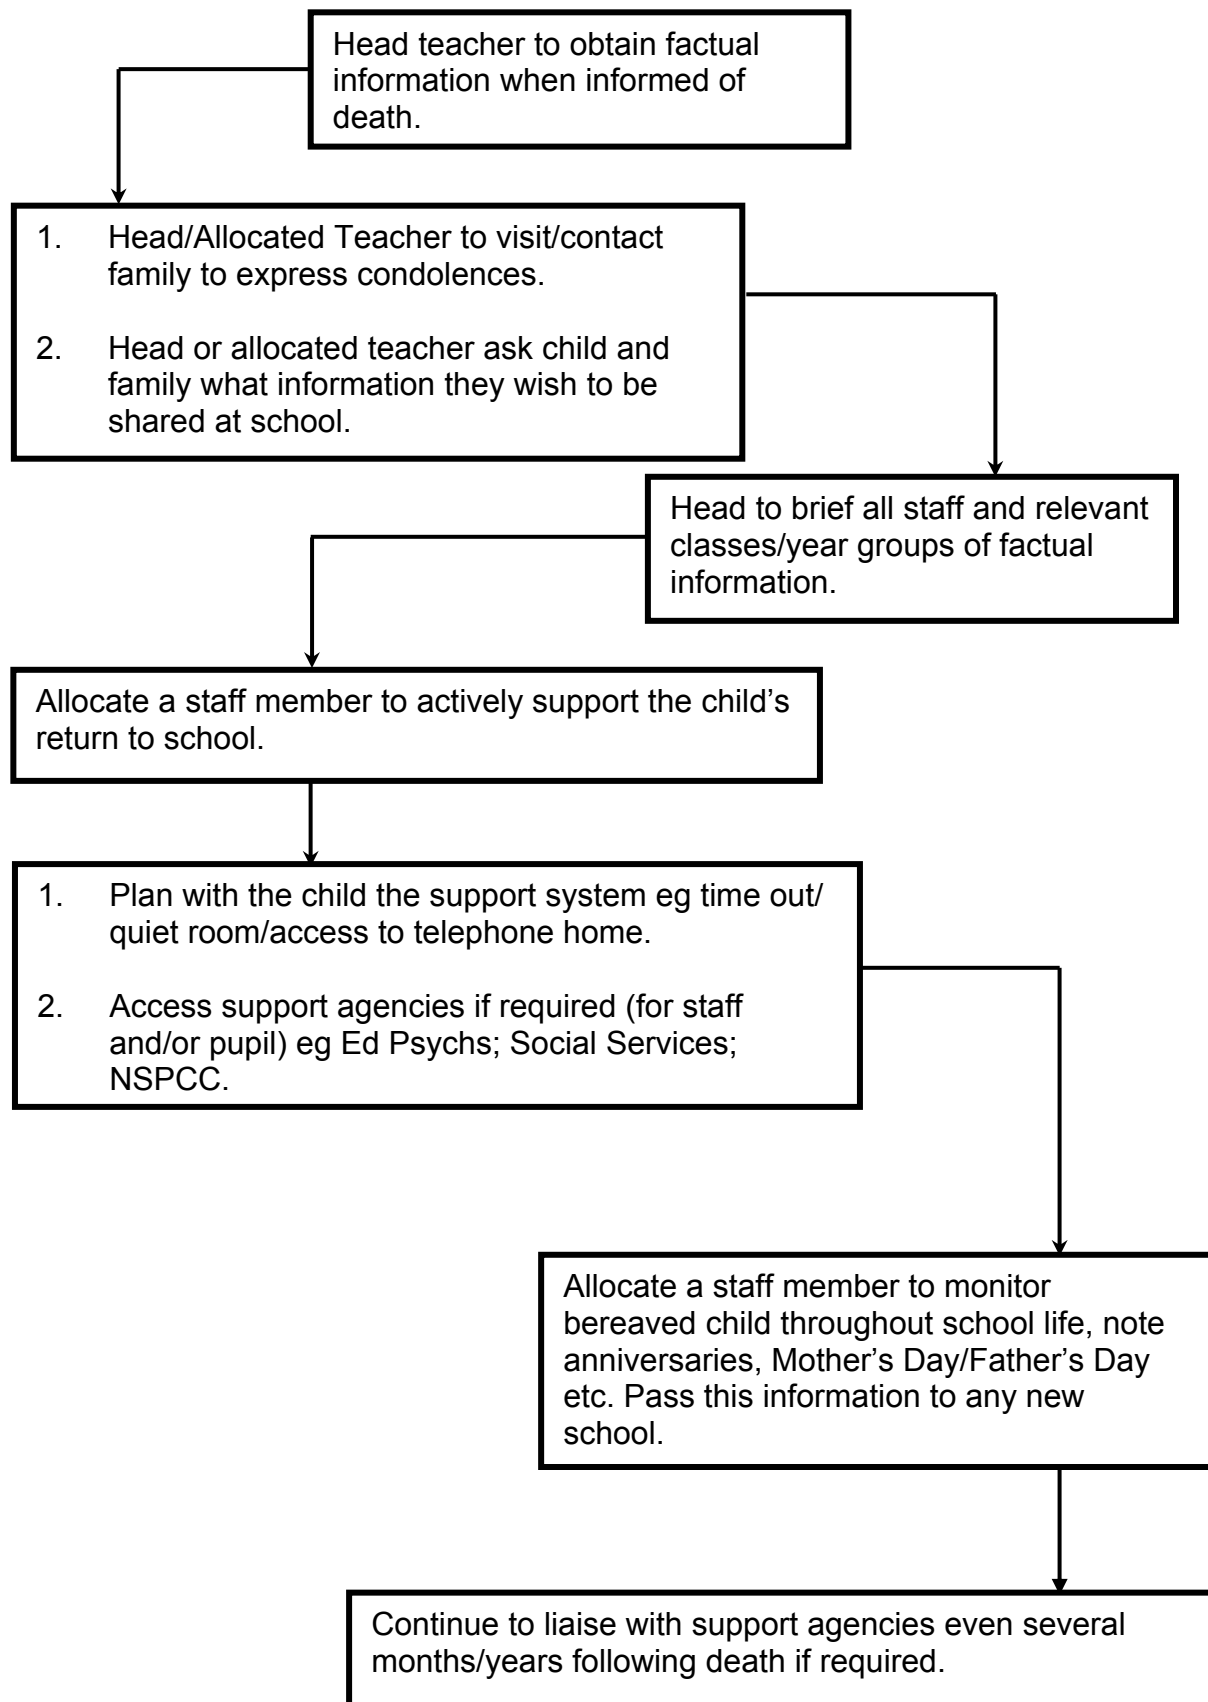 Head teacher to obtain factual
information when informed of
death.
1. Head/Allocated Teacher to visit/contact
family to express condolences.
2. Head or allocated teacher ask child and
family what information they wish to be
shared at school.
Head to brief all staff and relevant
classes/year groups of factual
information.
Allocate a staff member to actively support the child’s
return to school.
1. Plan with the child the support system eg time out/
quiet room/access to telephone home.
2. Access support agencies if required (for staff
and/or pupil) eg Ed Psychs; Social Services;
NSPCC.
Allocate a staff member to monitor
bereaved child throughout school life, note
anniversaries, Mother’s Day/Father’s Day
etc. Pass this information to any new
school.
Continue to liaise with support agencies even several
months/years following death if required.